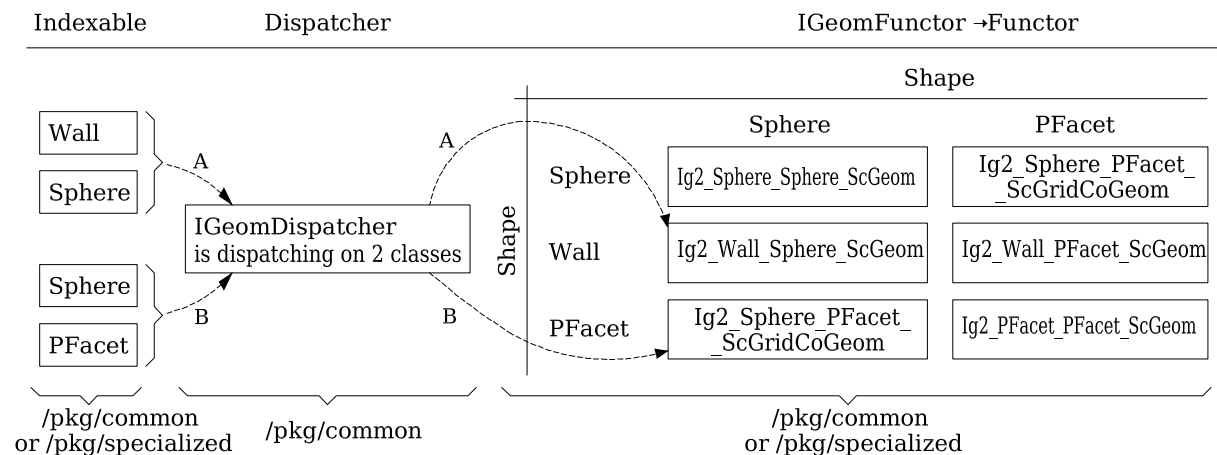 Indexable Dispatcher IGeomFunctor →Functor
Shape
Sphere PFacet
Wall
Sphere
A
Sphere
PFacet
B
IGeomDispatcher
is dispatching on 2 classes
A
B
Shape
Sphere
Ig2_Sphere_Sphere_ScGeom
Ig2_Sphere_PFacet_
_ScGridCoGeom
Wall
Ig2_Wall_Sphere_ScGeom
Ig2_Wall_PFacet_ScGeom
PFacet
Ig2_Sphere_PFacet_
_ScGridCoGeom
Ig2_PFacet_PFacet_ScGeom
/pkg/common
or /pkg/specialized
/pkg/common
/pkg/common
or /pkg/specialized